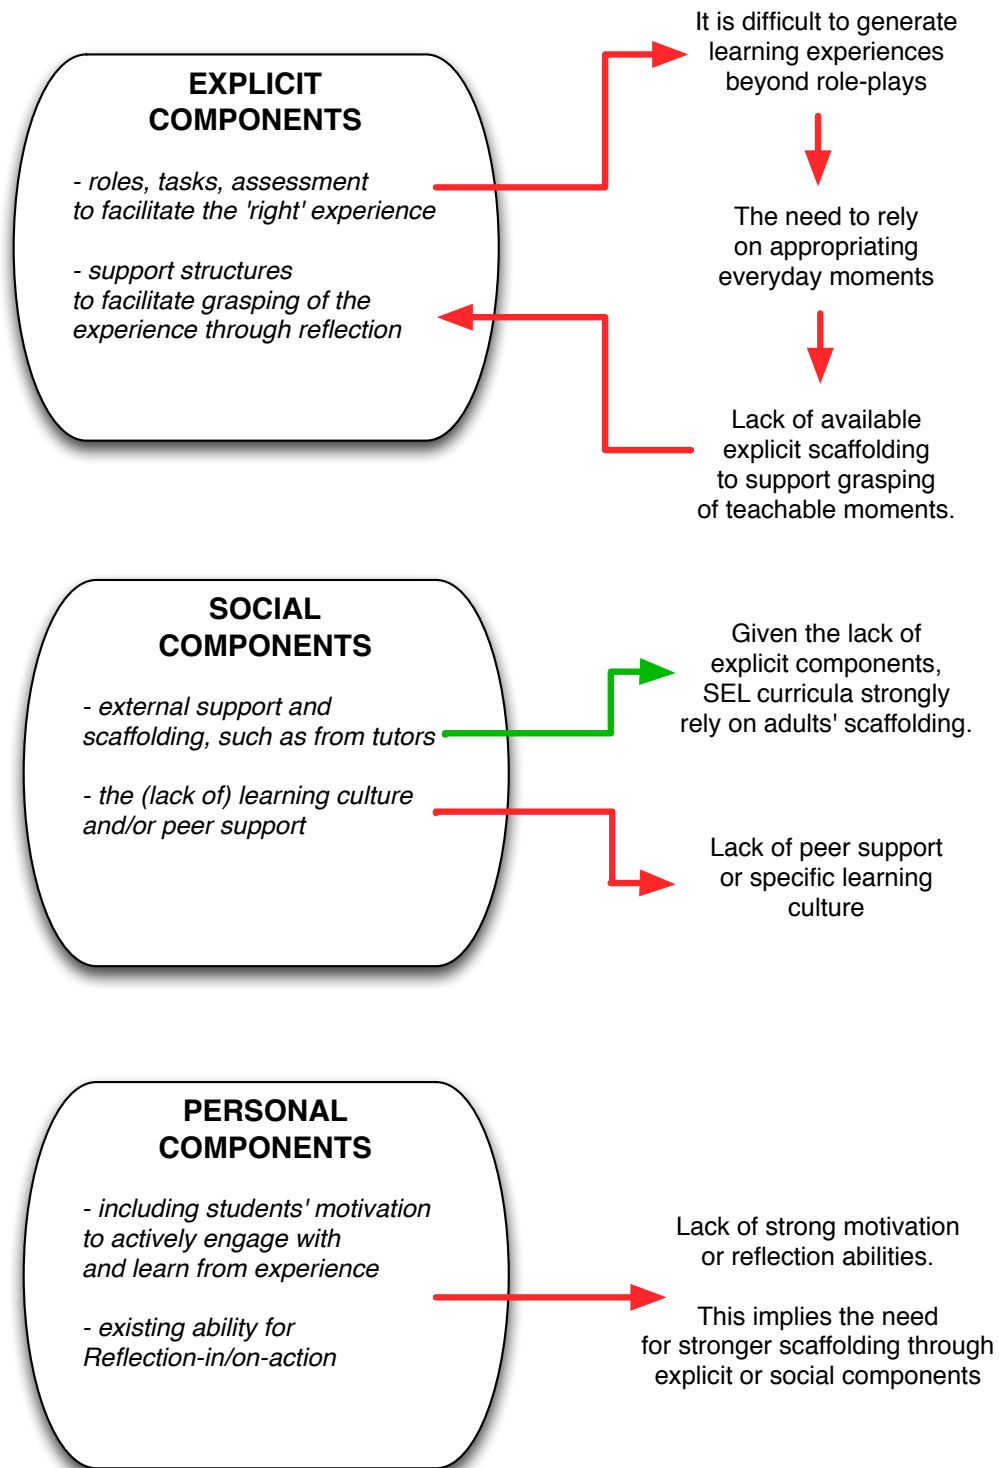 EXPLICIT
COMPONENTS
- roles, tasks, assessment
to facilitate the 'right' experience
- support structures
to facilitate grasping of the
experience through reflection
It is difficult to generate
learning experiences
beyond role-plays
The need to rely
on appropriating
everyday moments
Lack of available
explicit scaffolding
to support grasping
of teachable moments.
SOCIAL
COMPONENTS
- external support and
scaffolding, such as from tutors
- the (lack of) learning culture
and/or peer support
Given the lack of
explicit components,
SEL curricula strongly
rely on adults' scaffolding.
Lack of peer support
or specific learning
culture
PERSONAL
COMPONENTS
- including students' motivation
to actively engage with
and learn from experience
- existing ability for
Reflection-in/on-action
Lack of strong motivation
or reflection abilities.
This implies the need
for stronger scaffolding through
explicit or social components